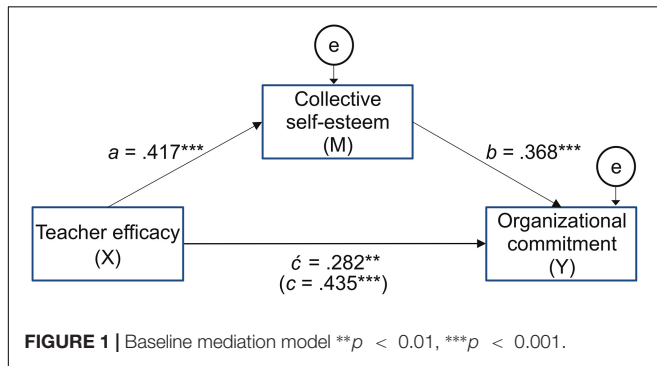 e
Collective
self-esteem
(M)
a = .417***
b = .368***
e
Teacher efficacy
(X)
Organizational
commitment
(Y)
ć = .282**
(c = .435***)
FIGURE 1 | Baseline mediation model **p < 0.01, ***p < 0.001.